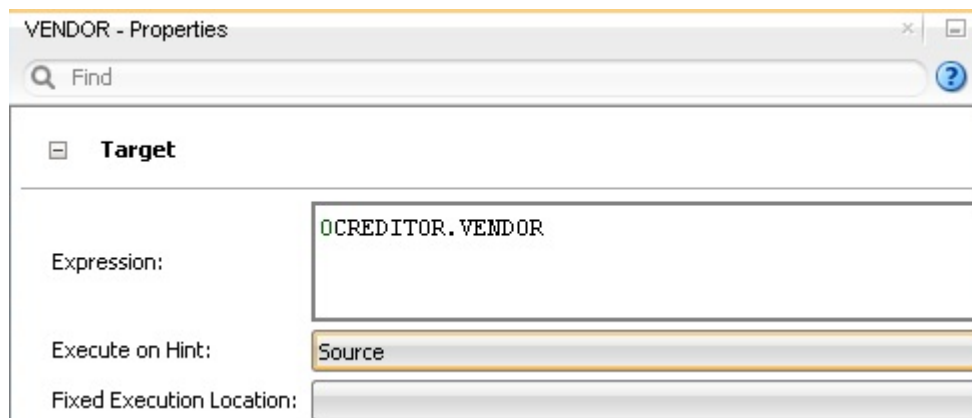 VENDOR - Properties
Find
Target
Expression:
0CREDITOR.VENDOR
Execute on Hint:
Source
Fixed Execution Location: